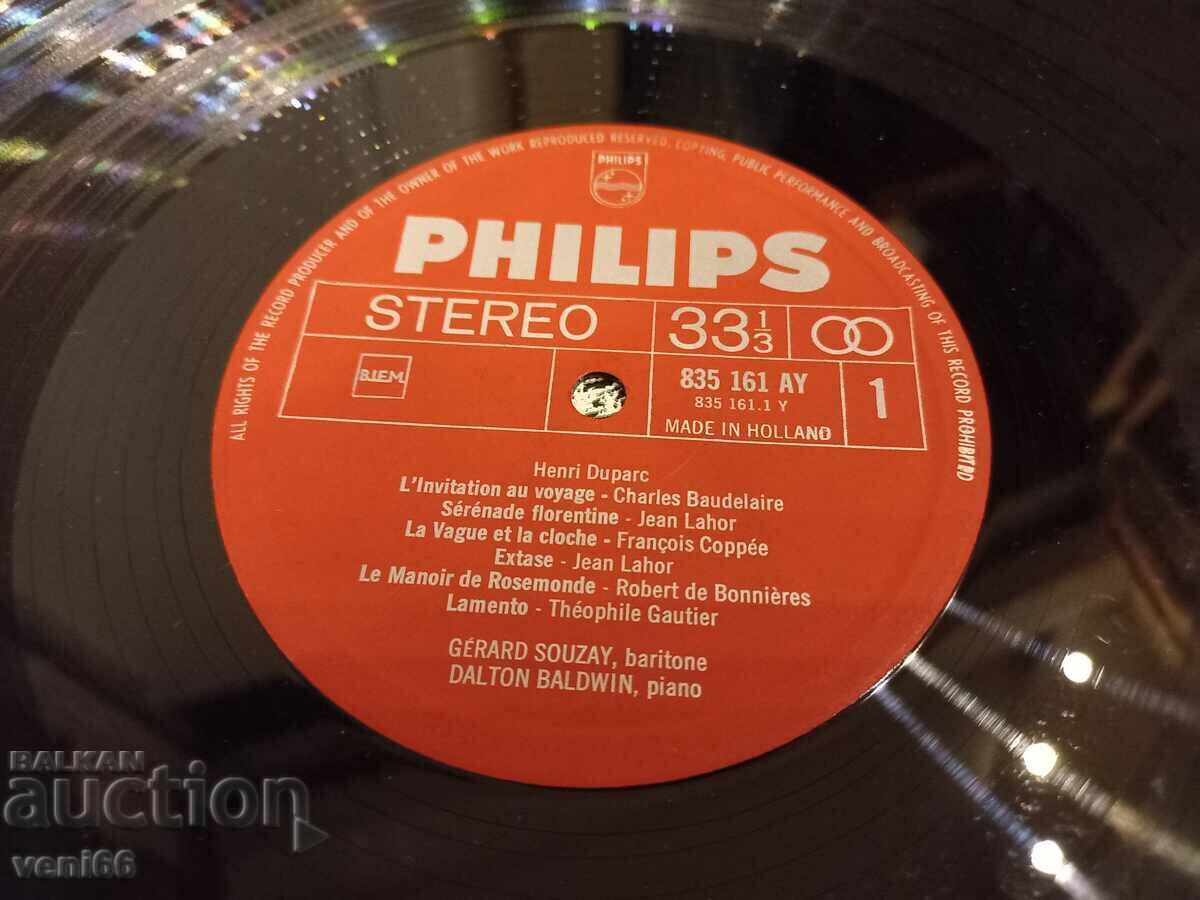 ALL RIGHTS OF THE RECORD PRODUCER AND OF THE OWNER OF THE WORK REPRODUCED RESERVED, COPYING, PUBLIC PERFORMANCE AND BROADCASTING OF THIS RECORD PROHIBITED
PHILIPS
PHILIPS
STEREO 33 1/3
B.I.E.M. 835 161 AY 1
835 161.1 Y
MADE IN HOLLAND
Henri Duparc
L'Invitation au voyage - Charles Baudelaire
Sérénade florentine - Jean Lahor
La Vague et la cloche - François Coppée
Extase - Jean Lahor
Le Manoir de Rosemonde - Robert de Bonnières
Lamento - Théophile Gautier
GÉRARD SOUZAY, baritone
DALTON BALDWIN, piano
BALKAN
auction
veni66